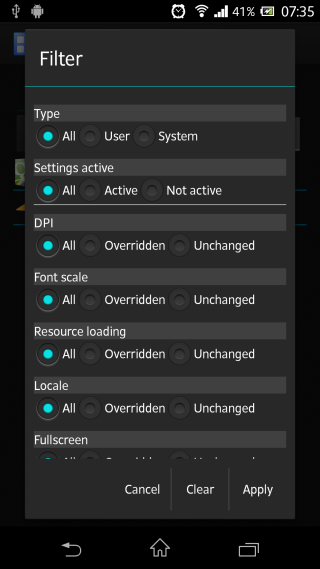 41% 07:35
Filter
Type
All User System
Settings active
All Active Not active
DPI
All Overridden Unchanged
Font scale
All Overridden Unchanged
Resource loading
All Overridden Unchanged
Locale
All Overridden Unchanged
Fullscreen
Cancel Clear Apply